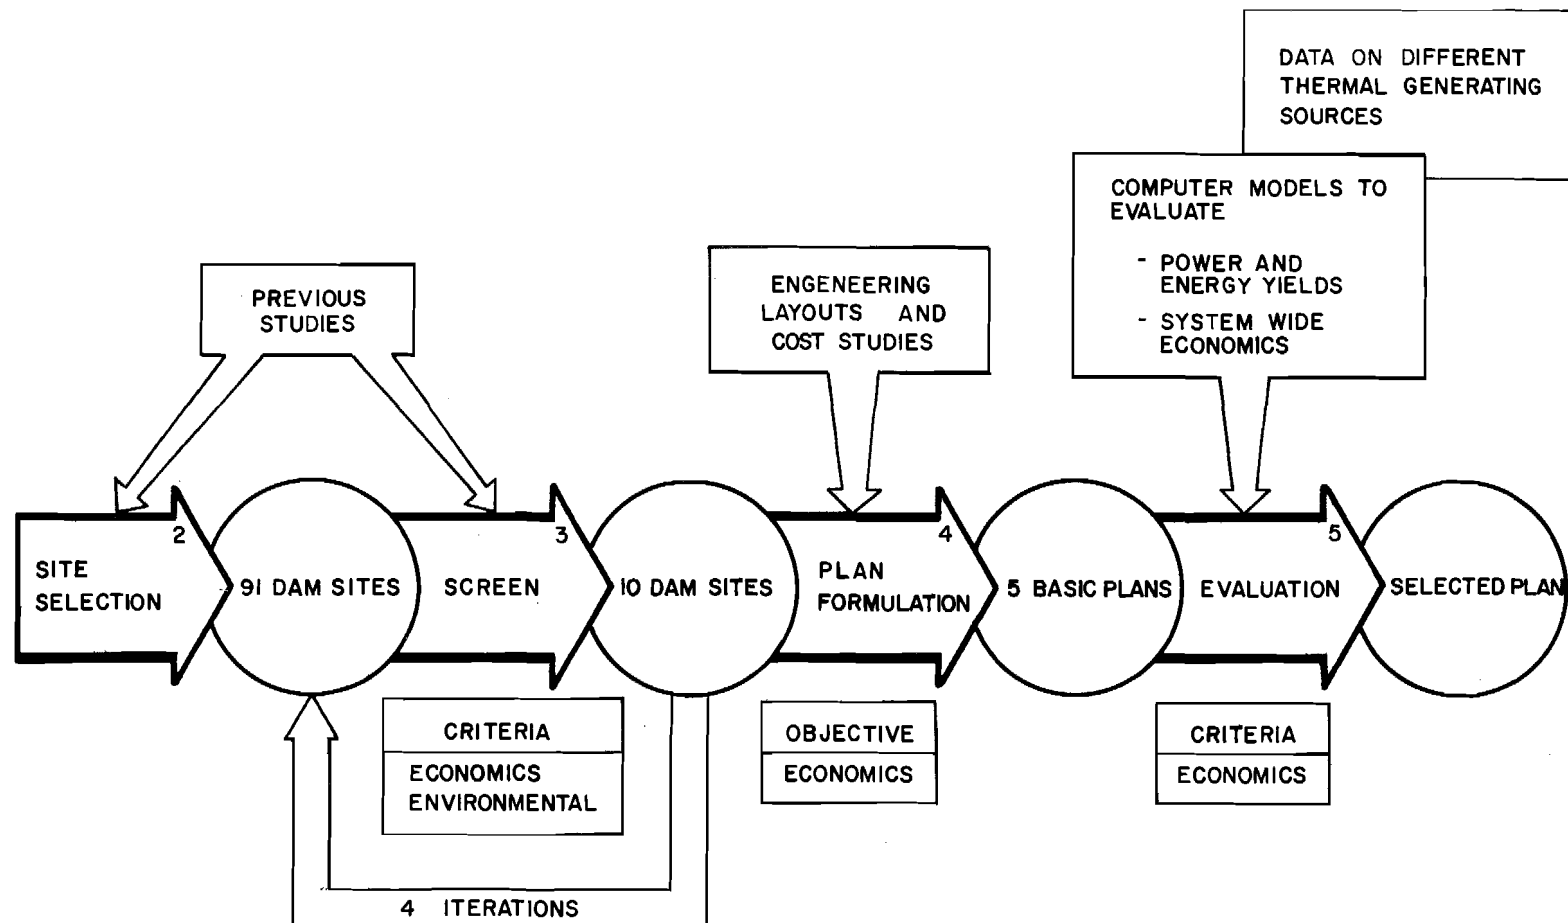 DATA ON DIFFERENT
THERMAL GENERATING
SOURCES
COMPUTER MODELS TO
EVALUATE
- POWER AND
ENERGY YIELDS
- SYSTEM WIDE
ECONOMICS
PREVIOUS
STUDIES
ENGENEERING
LAYOUTS AND
COST STUDIES
2
SITE
SELECTION
91 DAM SITES
3
SCREEN
10 DAM SITES
4
PLAN
FORMULATION
5 BASIC PLANS
5
EVALUATION
SELECTED PLAN
CRITERIA
ECONOMICS
ENVIRONMENTAL
OBJECTIVE
ECONOMICS
CRITERIA
ECONOMICS
4 ITERATIONS